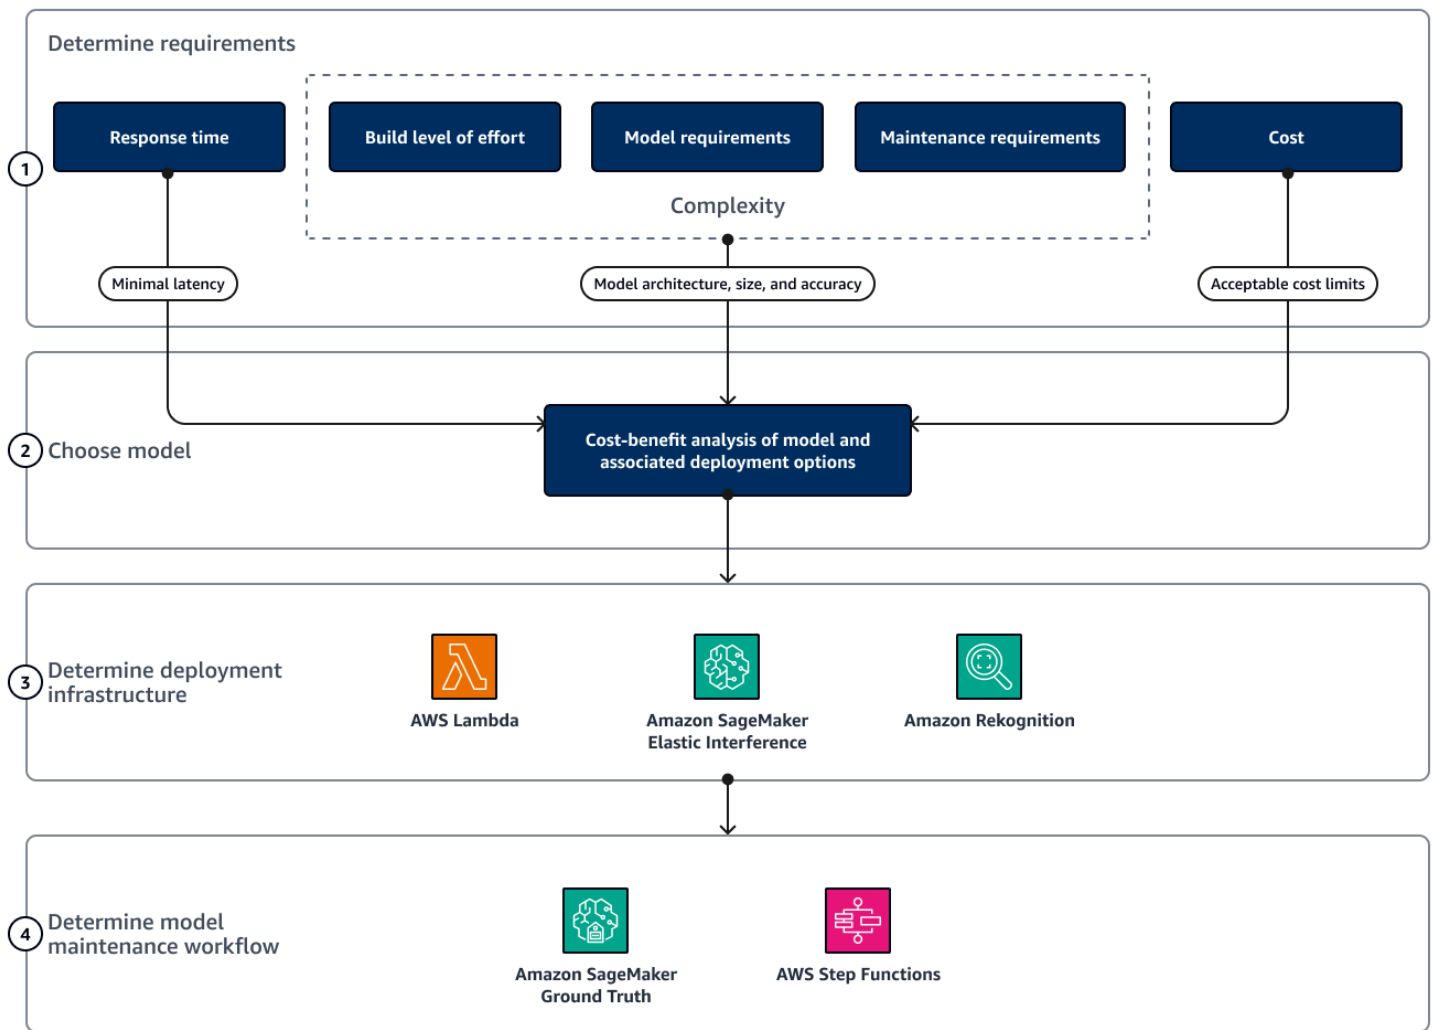 Determine requirements
Response time
Build level of effort
Model requirements
Maintenance requirements
Cost
1
Complexity
Minimal latency
Model architecture, size, and accuracy
Acceptable cost limits
2
Choose model
Cost-benefit analysis of model and
associated deployment options
3
Determine deployment
infrastructure
AWS Lambda
Amazon SageMaker
Elastic Interference
Amazon Rekognition
4
Determine model
maintenance workflow
Amazon SageMaker
Ground Truth
AWS Step Functions